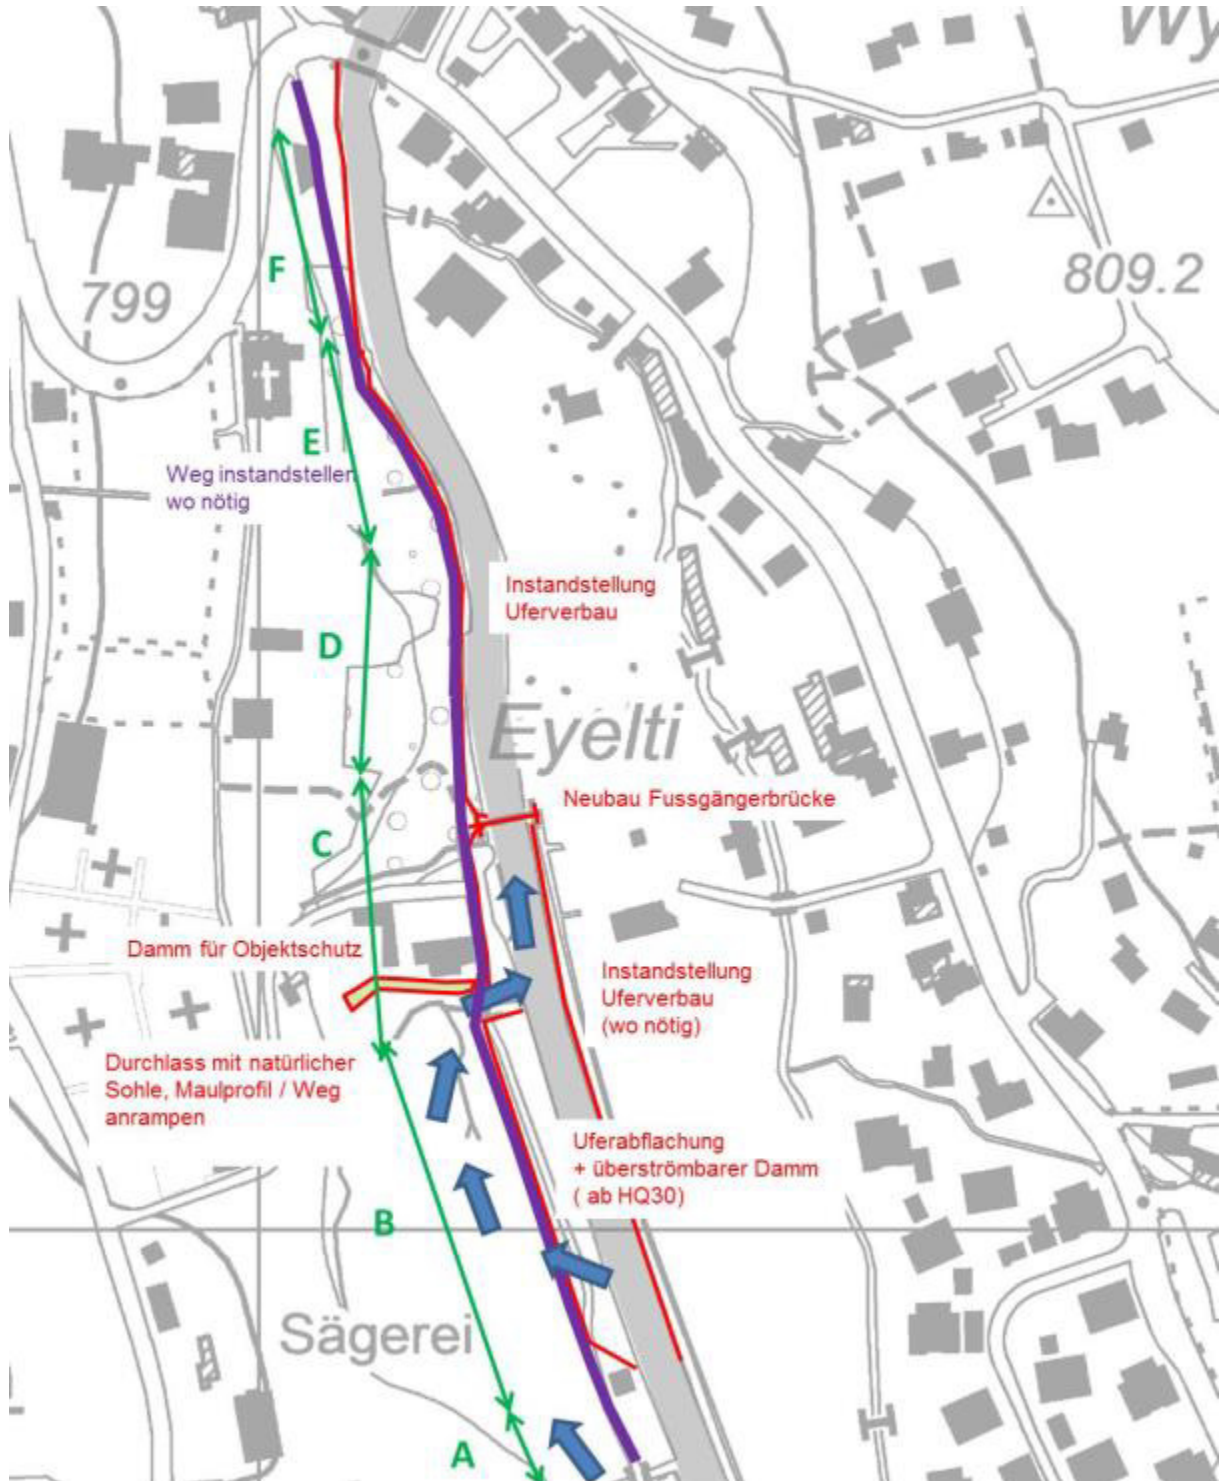 Wy
809.2
799
F
E
Weg instandstellen
wo nötig
Instandstellung
Uferverbau
D
Eyelti
Neubau Fussgängerbrücke
C
Damm für Objektschutz
Instandstellung
Uferverbau
(wo nötig)
Durchlass mit natürlicher
Sohle, Maulprofil / Weg
anrampen
Uferabflachung
+ überströmbarer Damm
( ab HQ30)
B
Sägerei
A